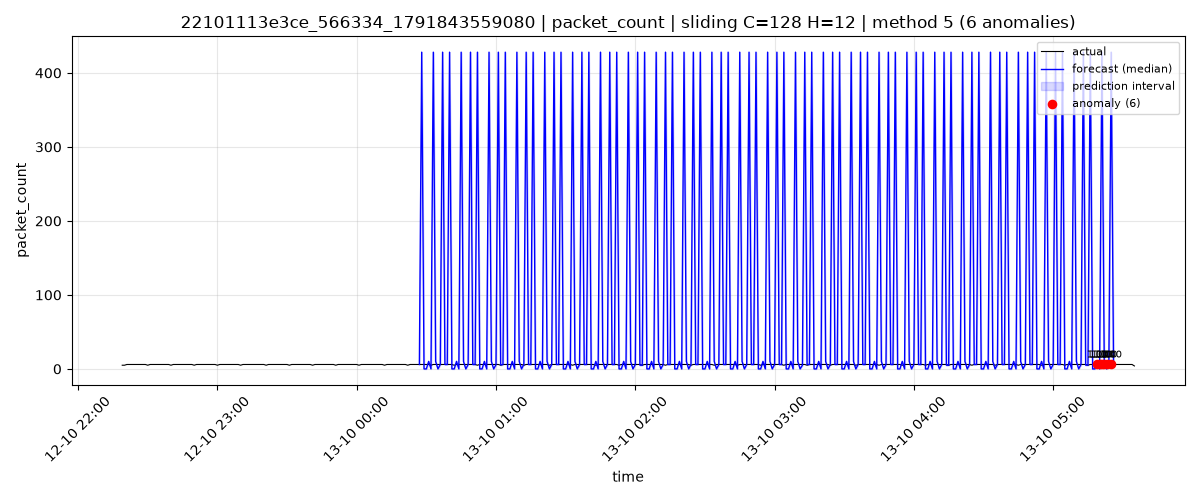 22101113e3ce_566334_1791843559080 | packet_count | sliding C=128 H=12 | method 5 (6 anomalies)
actual
forecast (median)
prediction interval
anomaly (6)
packet_count
400
300
200
100
0
12-10 22:00
12-10 23:00
13-10 00:00
13-10 01:00
13-10 02:00
13-10 03:00
13-10 04:00
13-10 05:00
time